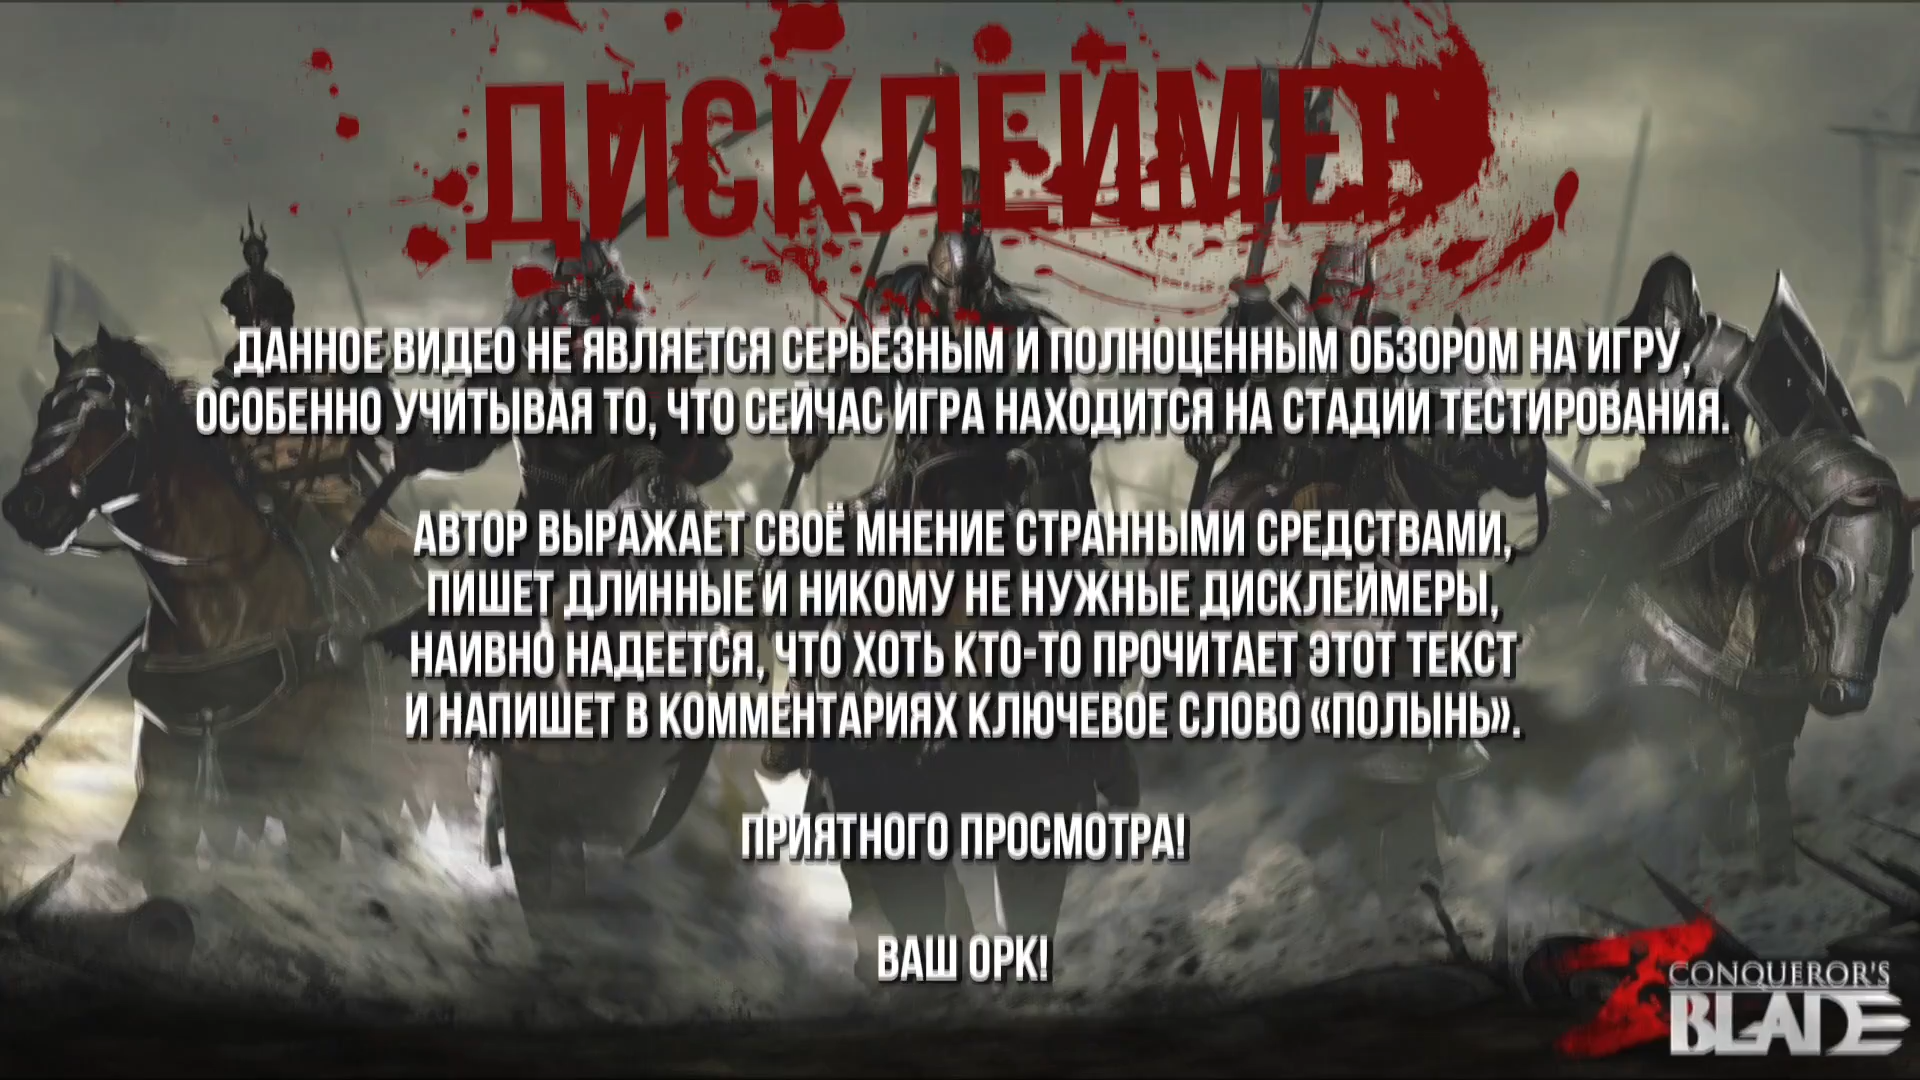 ДИСКЛЕЙМЕР
ДАННОЕ ВИДЕО НЕ ЯВЛЯЕТСЯ СЕРЬЕЗНЫМ И ПОЛНОЦЕННЫМ ОБЗОРОМ НА ИГРУ,
ОСОБЕННО УЧИТЫВАЯ ТО, ЧТО СЕЙЧАС ИГРА НАХОДИТСЯ НА СТАДИИ ТЕСТИРОВАНИЯ.
АВТОР ВЫРАЖАЕТ СВОЁ МНЕНИЕ СТРАННЫМИ СРЕДСТВАМИ,
ПИШЕТ ДЛИННЫЕ И НИКОМУ НЕ НУЖНЫЕ ДИСКЛЕЙМЕРЫ,
НАИВНО НАДЕЕТСЯ, ЧТО ХОТЬ КТО-ТО ПРОЧИТАЕТ ЭТОТ ТЕКСТ
И НАПИШЕТ В КОММЕНТАРИЯХ КЛЮЧЕВОЕ СЛОВО «ПОЛЫНЬ».
ПРИЯТНОГО ПРОСМОТРА!
ВАШ ОРК!
CONQUEROR'S
BLADE